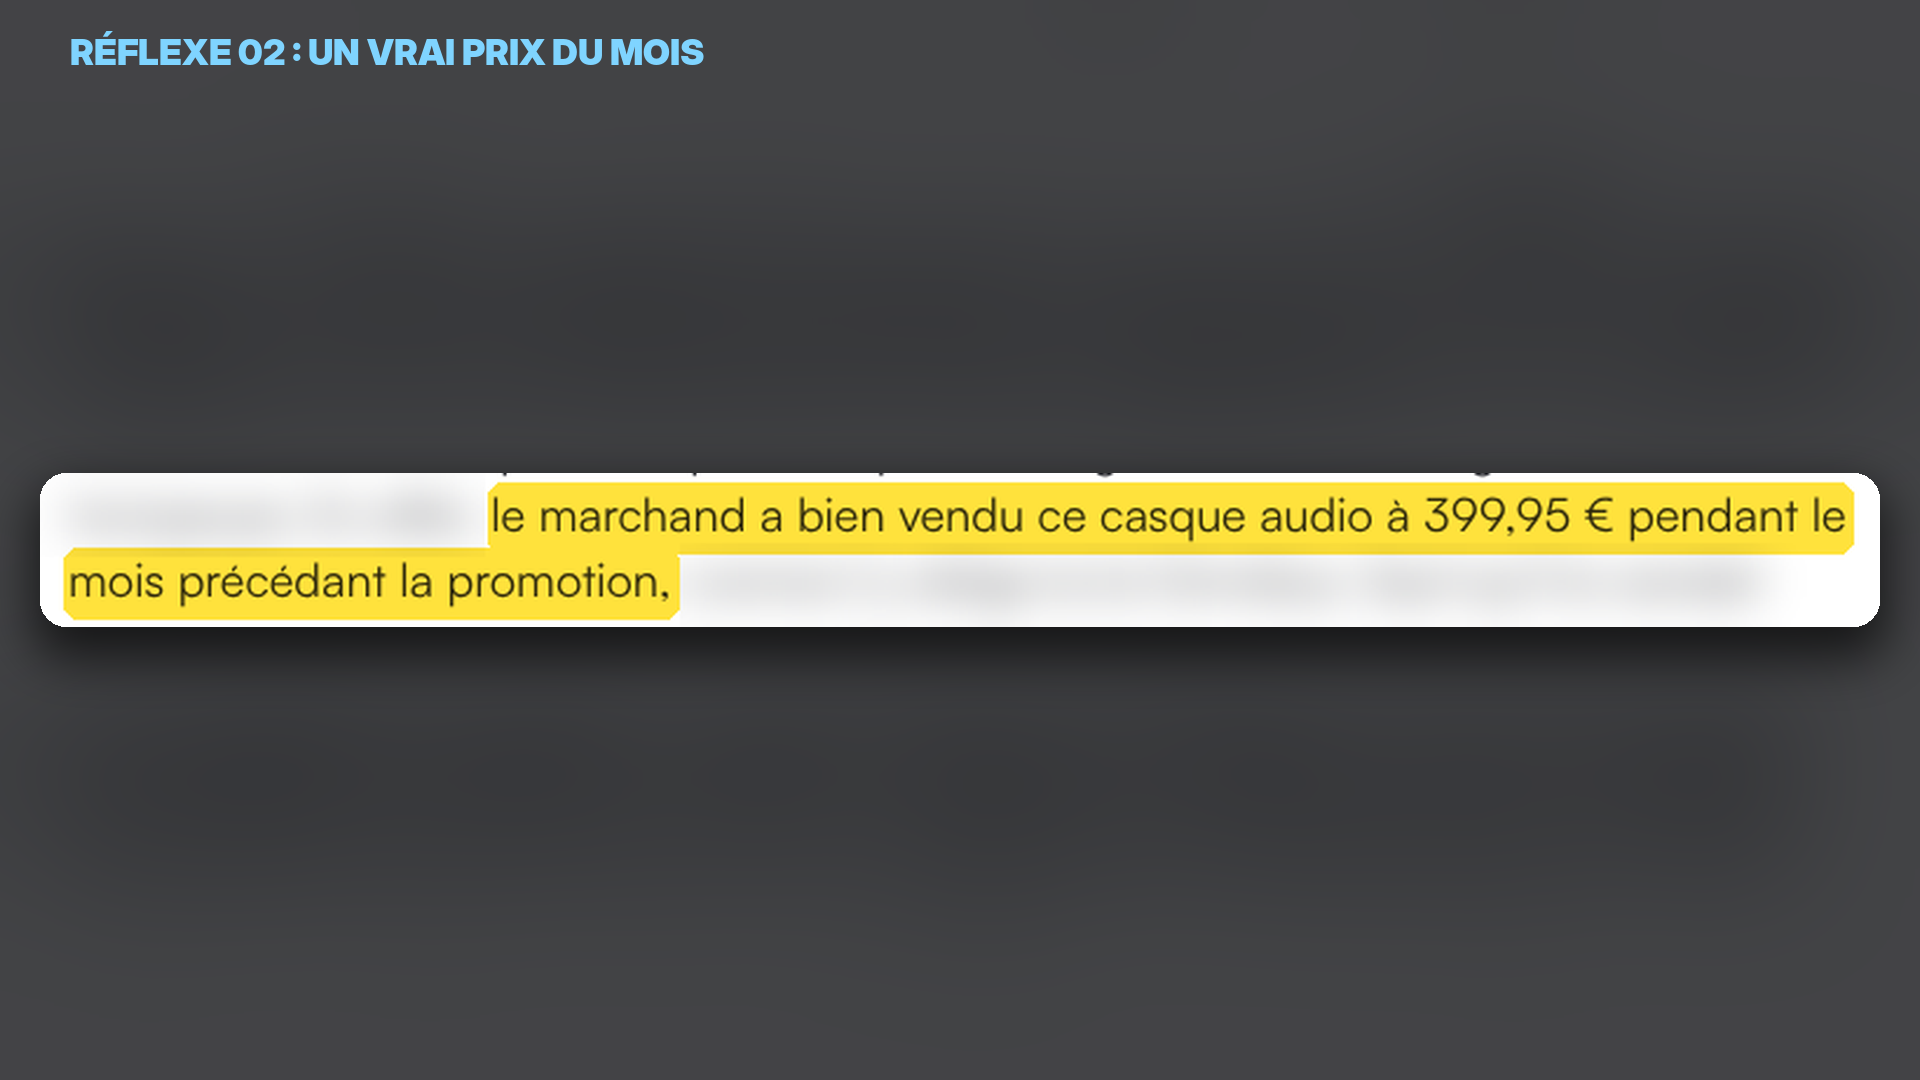 RÉFLEXE 02 : UN VRAI PRIX DU MOIS
le marchand a bien vendu ce casque audio à 399,95 € pendant le
mois précédant la promotion,